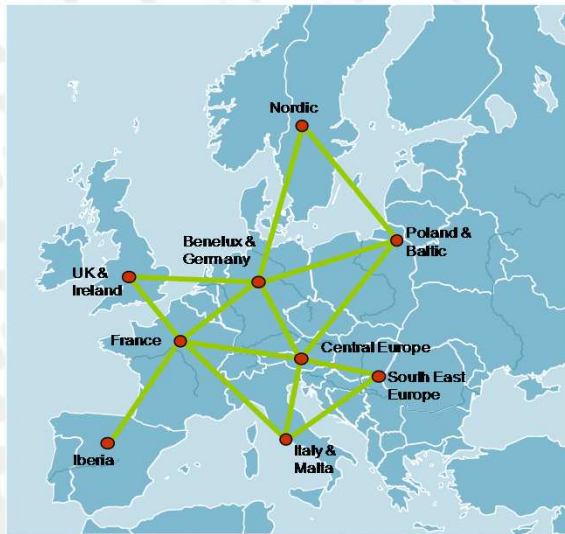 Nordic
Poland &
Baltic
Benelux &
Germany
UK &
Ireland
France
Central Europe
South East
Europe
Iberia
Italy &
Malta